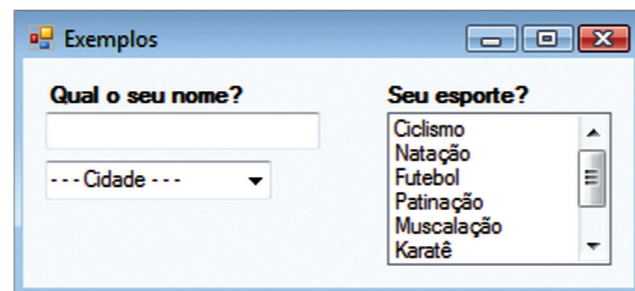 Exemplos
Qual o seu nome?
--- Cidade ---
Seu esporte?
Ciclismo
Natação
Futebol
Patinação
Muscalação
Karatê